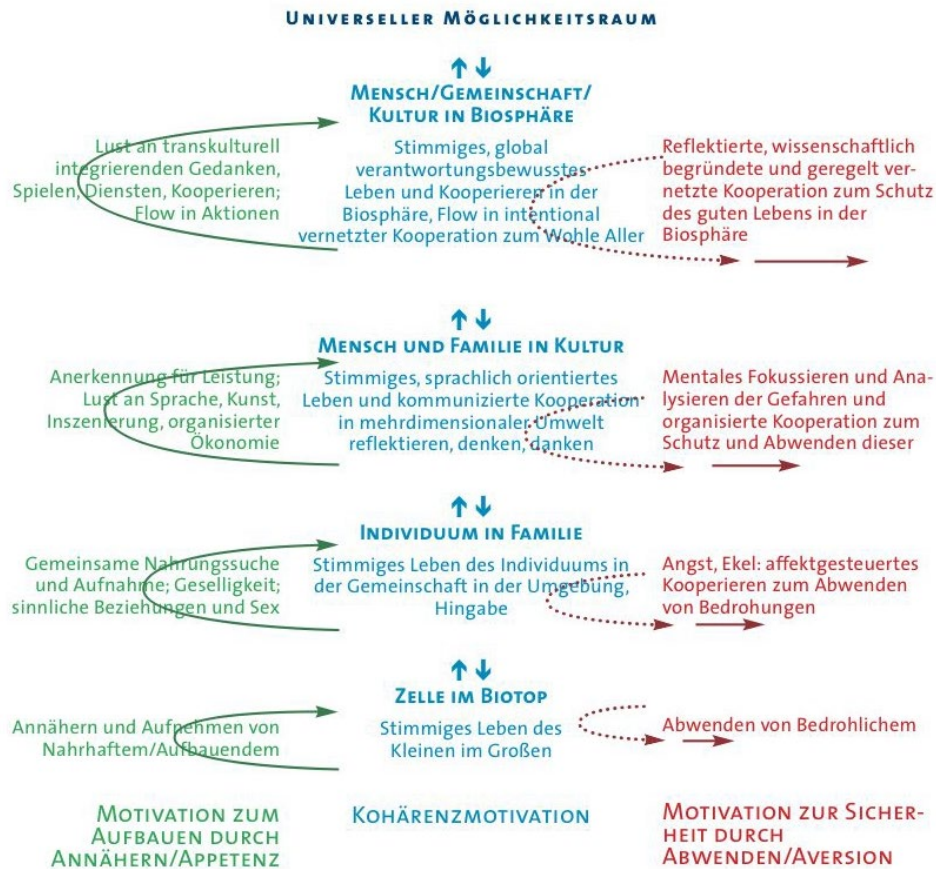 UNIVERSELLER MÖGLICHKEITSRAUM
MENSCH/GEMEINSCHAFT/
KULTUR IN BIOSPHÄRE
Lust an transkulturell
integrierenden Gedanken,
Spielen, Diensten, Kooperieren;
Flow in Aktionen
Stimmiges, global
verantwortungsbewusstes
Leben und Kooperieren in der
Biosphäre, Flow in intentional
vernetzter Kooperation zum Wohle Aller
Reflektierte, wissenschaftlich
begründete und geregelt ver-
netzte Kooperation zum Schutz
des guten Lebens in der
Biosphäre
MENSCH UND FAMILIE IN KULTUR
Anerkennung für Leistung;
Lust an Sprache, Kunst,
Inszenierung, organisierter
Ökonomie
Stimmiges, sprachlich orientiertes
Leben und kommunizierte Kooperation
in mehrdimensionaler Umwelt
reflektieren, denken, danken
Mentales Fokussieren und Ana-
lysieren der Gefahren und
organisierte Kooperation zum
Schutz und Abwenden dieser
INDIVIDUUM IN FAMILIE
Gemeinsame Nahrungssuche
und Aufnahme; Geselligkeit;
sinnliche Beziehungen und Sex
Stimmiges Leben des Individuums in
der Gemeinschaft in der Umgebung,
Hingabe
Angst, Ekel: affektgesteuertes
Kooperieren zum Abwenden
von Bedrohungen
ZELLE IM BIOTOP
Annähern und Aufnehmen von
Nahrhaftem/Aufbauendem
Stimmiges Leben des
Kleinen im Großen
Abwenden von Bedrohlichem
MOTIVATION ZUM
AUFBAUEN DURCH
ANNÄHERN/APPETENZ
KOHÄRENZMOTIVATION
MOTIVATION ZUR SICHER-
HEIT DURCH
ABWENDEN/AVERSION